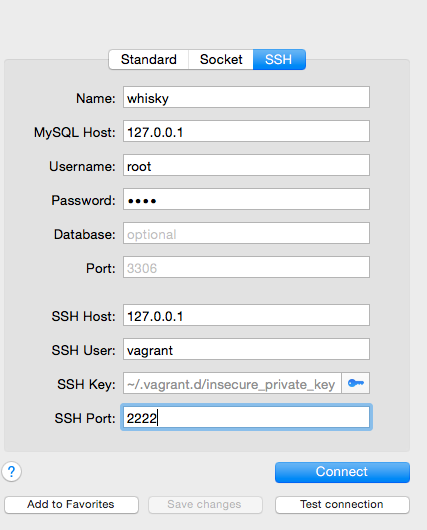 Standard Socket SSH
Name: whisky
MySQL Host: 127.0.0.1
Username: root
Password: ••••
Database: optional
Port: 3306
SSH Host: 127.0.0.1
SSH User: vagrant
SSH Key: ~/.vagrant.d/insecure_private_key
SSH Port: 2222
? Connect
Add to Favorites Save changes Test connection